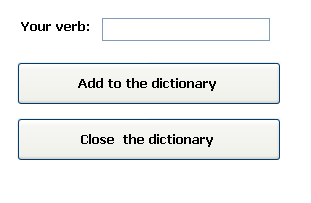 Your verb:
Add to the dictionary
Close the dictionary